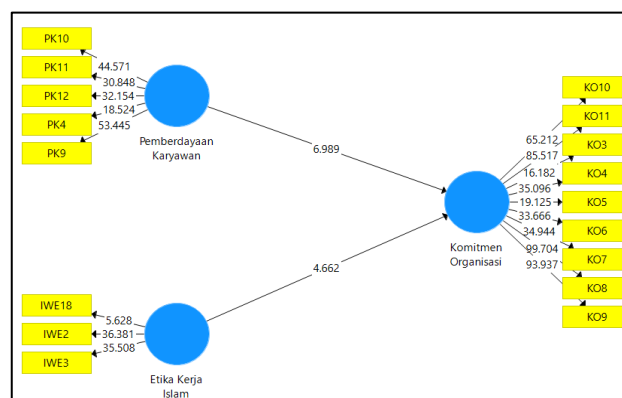 PK10
PK11
PK12
PK4
PK9
44.571
30.848
32.154
18.524
53.445
Pemberdayaan
Karyawan
6.989
IWE18
IWE2
IWE3
5.628
36.381
35.508
Etika Kerja
Islam
4.662
Komitmen
Organisasi
65.212
85.517
16.182
35.096
19.125
33.666
34.944
99.704
93.937
KO10
KO11
KO3
KO4
KO5
KO6
KO7
KO8
KO9